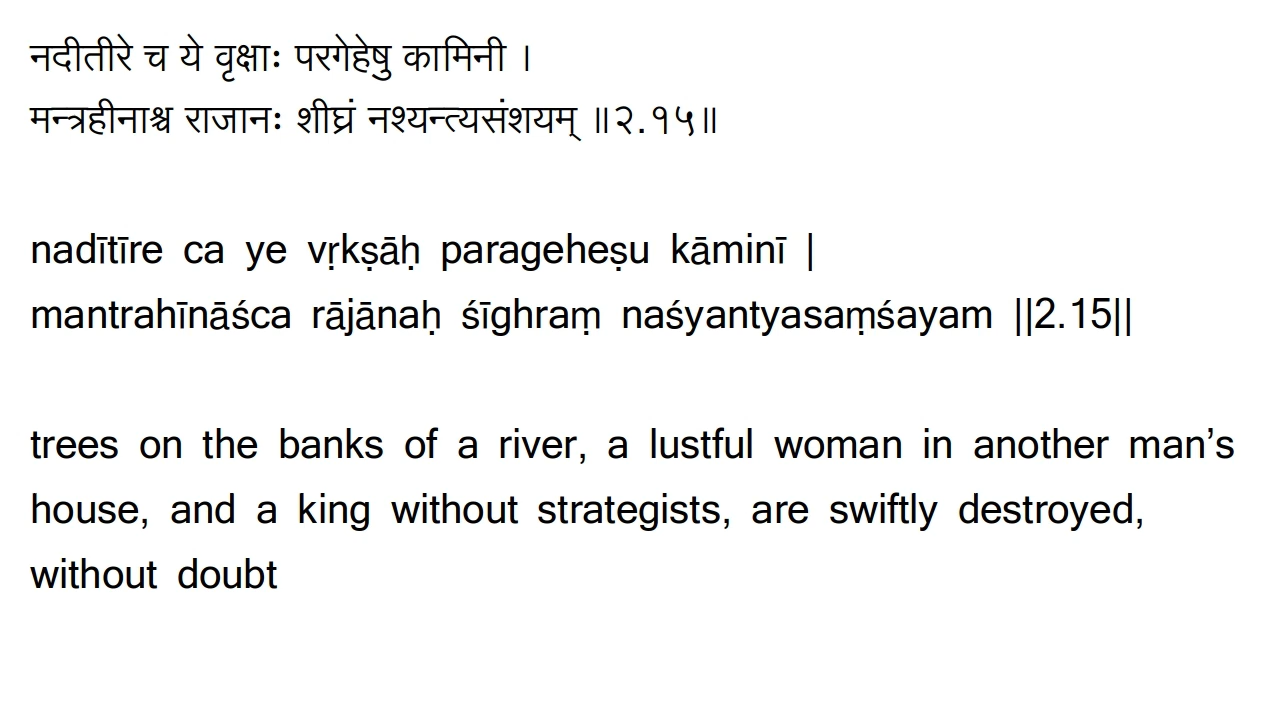 नदीतीरे च ये वृक्षाः परगेहेषु कामिनी ।
मन्त्रहीनाश्च राजानः शीघ्रं नश्यन्त्यसंशयम् ॥२.१५॥
nadītīre ca ye vṛkṣāḥ parageheṣu kāminī |
mantrahīnāśca rājānaḥ śīghraṃ naśyantyasaṃśayam ||2.15||
trees on the banks of a river, a lustful woman in another man’s
house, and a king without strategists, are swiftly destroyed,
without doubt